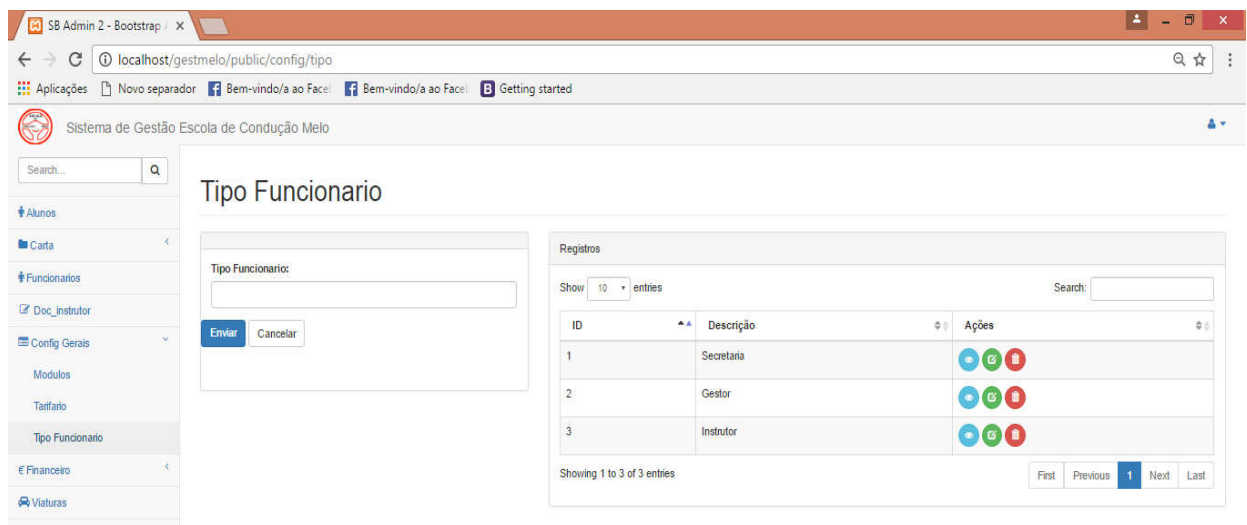 SB Admin 2 - Bootstrap
localhost/gestmelo/public/config/tipo
Aplicações Novo separador Bem-vindo/a ao Face Bem-vindo/a ao Face Getting started
Sistema de Gestão Escola de Condução Melo
Search...
Alunos
Carta
Funcionarios
Doc_instrutor
Config Gerais
Modulos
Tarifario
Tipo Funcionario
€ Financeiro
Viaturas
Tipo Funcionario
Tipo Funcionario:
Enviar Cancelar
Registros
Show 10 entries Search:
ID Descrição Ações
1 Secretaria
2 Gestor
3 Instrutor
Showing 1 to 3 of 3 entries First Previous 1 Next Last